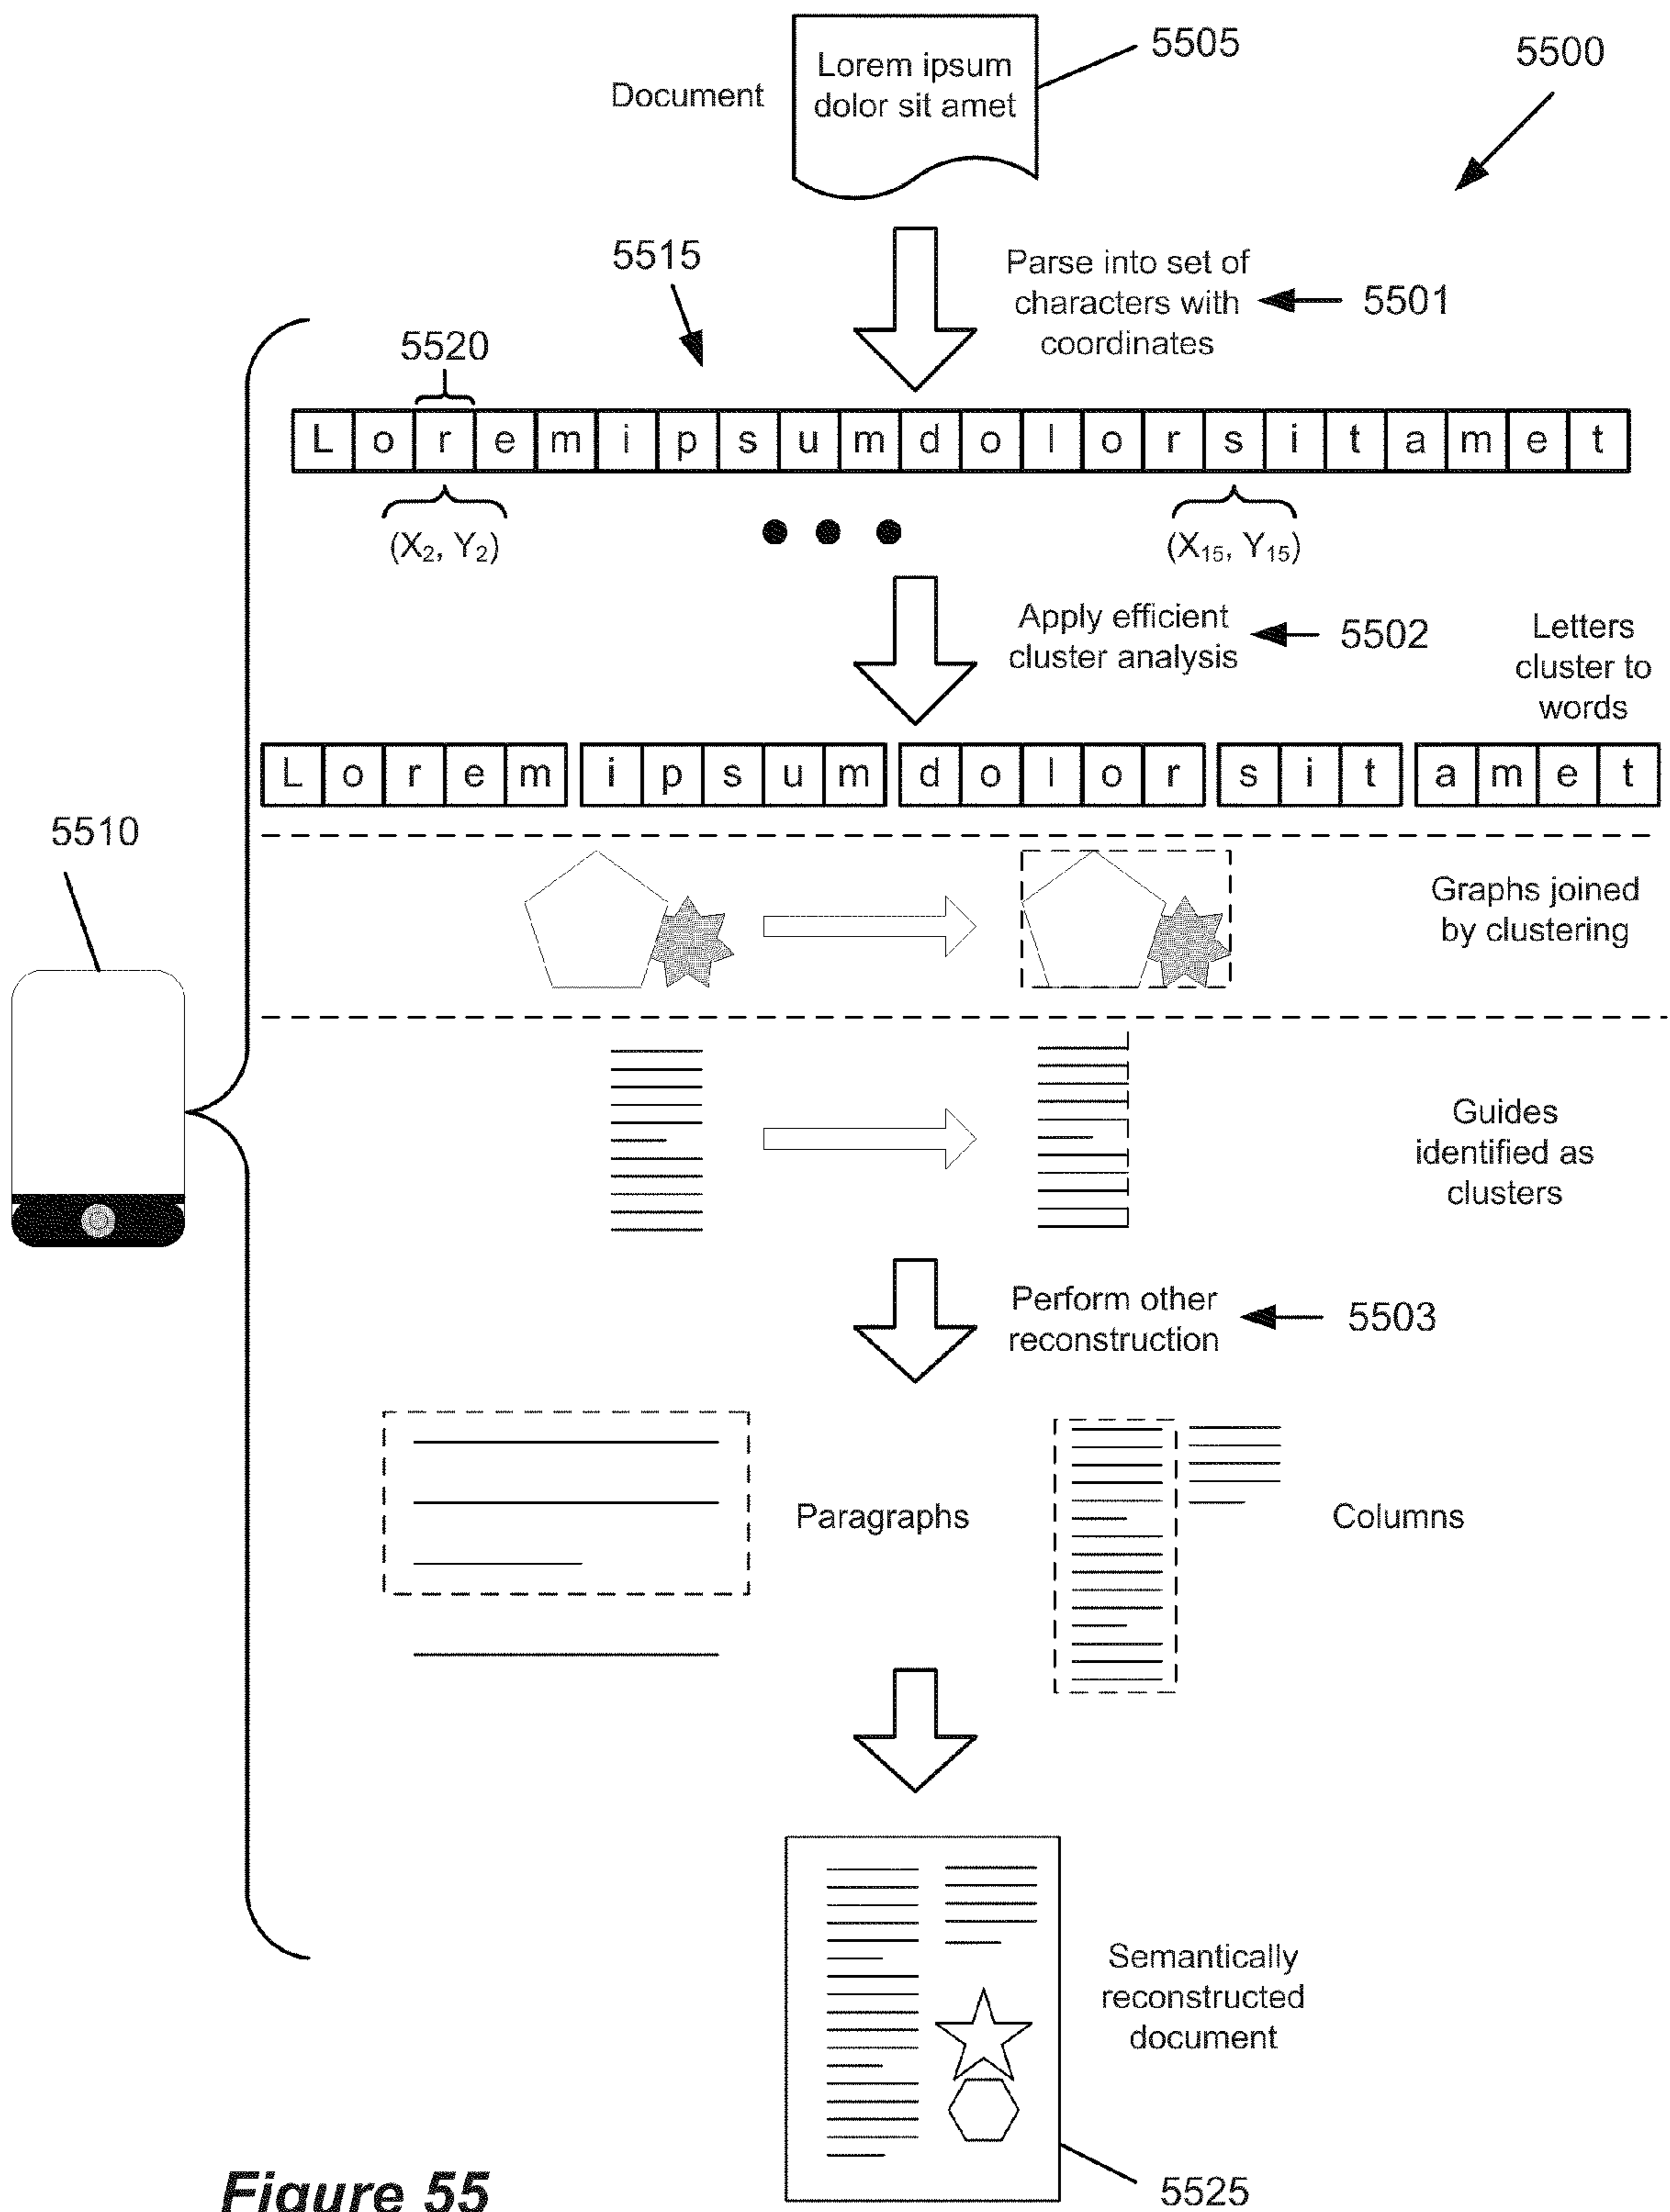 5505
5500
Document
Lorem ipsum
dolor sit amet
5515
Parse into set of
characters with
coordinates
5501
5520
L o r e m i p s u m d o l o r s i t a m e t
(X₂, Y₂)
(X₁₅, Y₁₅)
Apply efficient
cluster analysis
5502
Letters
cluster to
words
L o r e m i p s u m d o l o r s i t a m e t
5510
Graphs joined
by clustering
Guides
identified as
clusters
Perform other
reconstruction
5503
Paragraphs
Columns
Semantically
reconstructed
document
5525
Figure 55